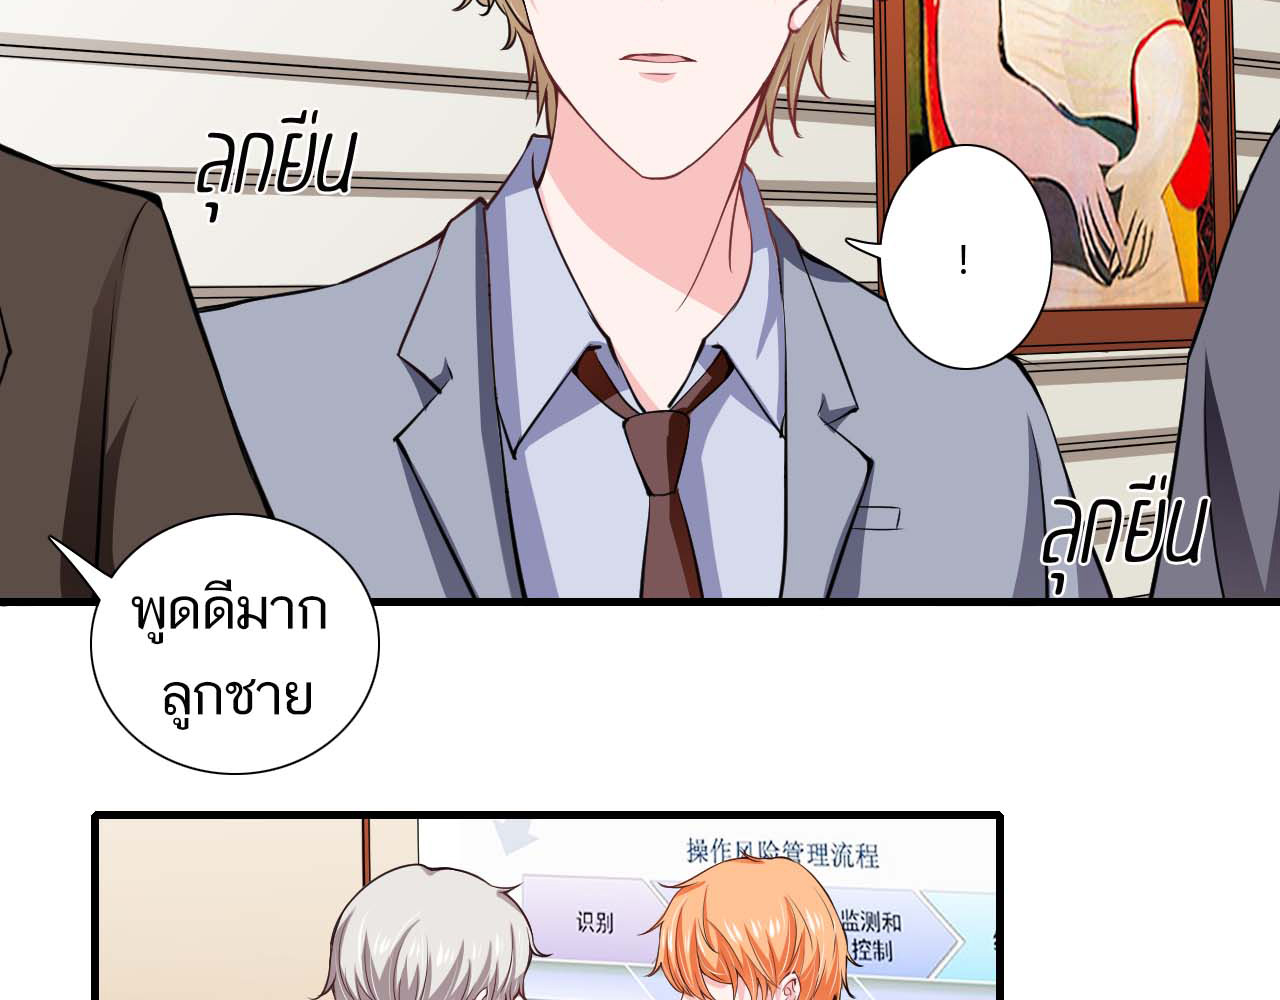 ลุกยืน
!
ลุกยืน
พูดดีมาก
ลูกชาย
操作风险管理流程
识别
监测和
控制